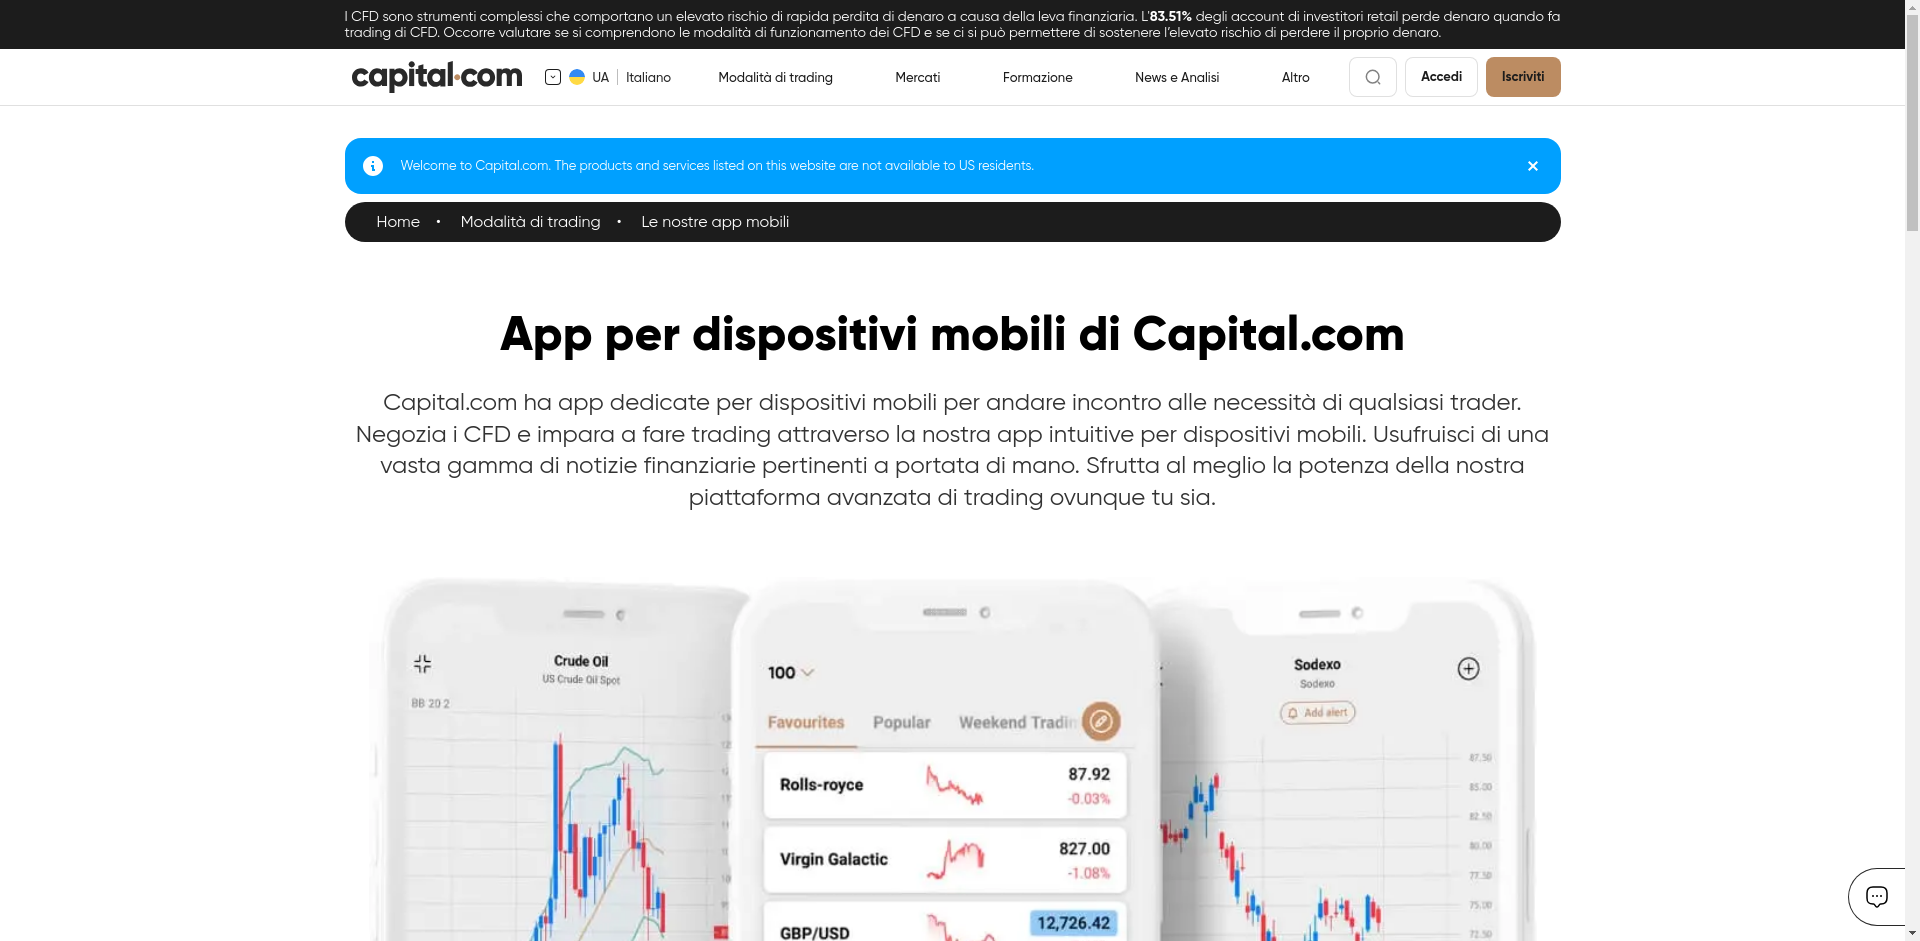 I CFD sono strumenti complessi che comportano un elevato rischio di rapida perdita di denaro a causa della leva finanziaria. L'83.51% degli account di investitori retail perde denaro quando fa
trading di CFD. Occorre valutare se si comprendono le modalità di funzionamento dei CFD e se ci si può permettere di sostenere l'elevato rischio di perdere il proprio denaro.
capital.com
UA
Italiano
Modalità di trading
Mercati
Formazione
News e Analisi
Altro
Accedi
Iscriviti
Welcome to Capital.com. The products and services listed on this website are not available to US residents.
Home • Modalità di trading • Le nostre app mobili
App per dispositivi mobili di Capital.com
Capital.com ha app dedicate per dispositivi mobili per andare incontro alle necessità di qualsiasi trader.
Negozia i CFD e impara a fare trading attraverso la nostra app intuitive per dispositivi mobili. Usufruisci di una
vasta gamma di notizie finanziarie pertinenti a portata di mano. Sfrutta al meglio la potenza della nostra
piattaforma avanzata di trading ovunque tu sia.
Crude Oil
US Crude Oil Spot
BB 20 2
100
Favourites
Popular
Weekend Tradin
Rolls-royce
87.92
-0.03%
Virgin Galactic
827.00
-1.08%
GBP/USD
12,726.42
Sodexo
Sodexo
Add alert
87.50
85.00
82.50
80.00
77.50
75.00
72.50